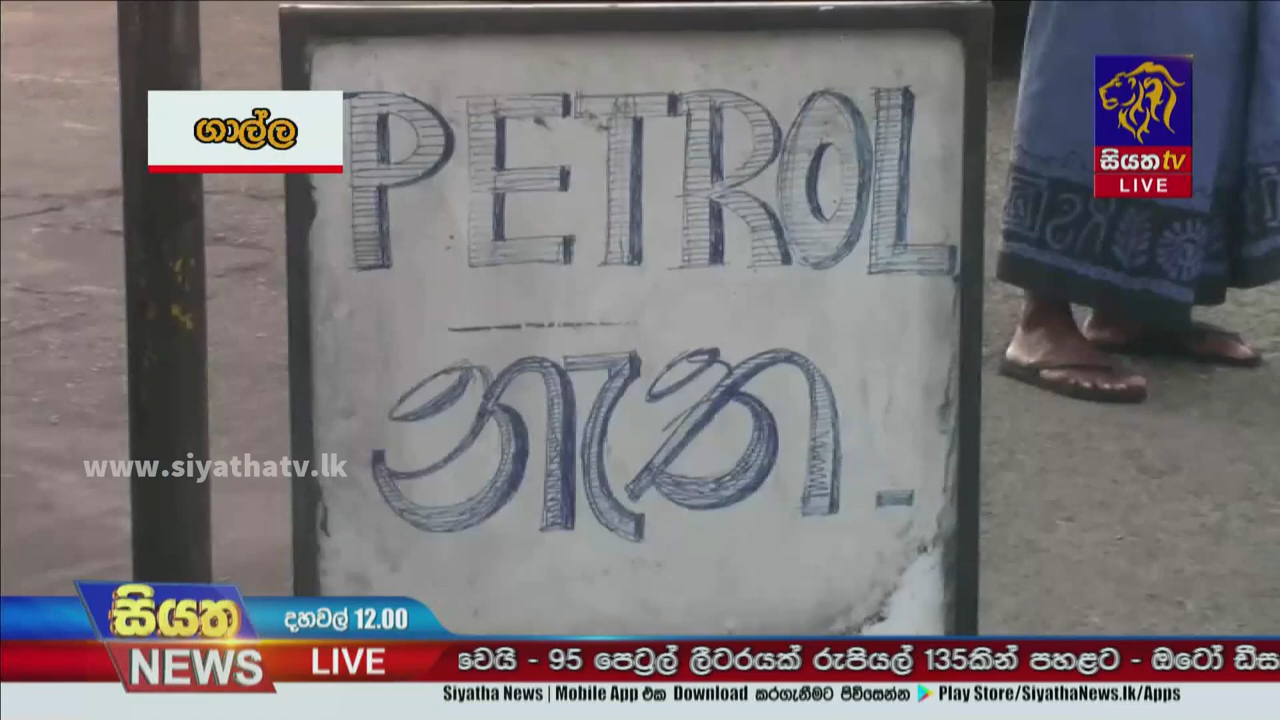 PETROL
නැත -
ගාල්ල
සියත tv
LIVE
www.siyathatv.lk
සියත
NEWS
දහවල් 12.00
LIVE
වෙයි - 95 පෙට්‍රල් ලීටරයක් රුපියල් 135කින් පහළට - ඔටෝ ඩීස
Siyatha News | Mobile App එක Download කරගැනීමට පිවිසෙන්න Play Store/SiyathaNews.lk/Apps